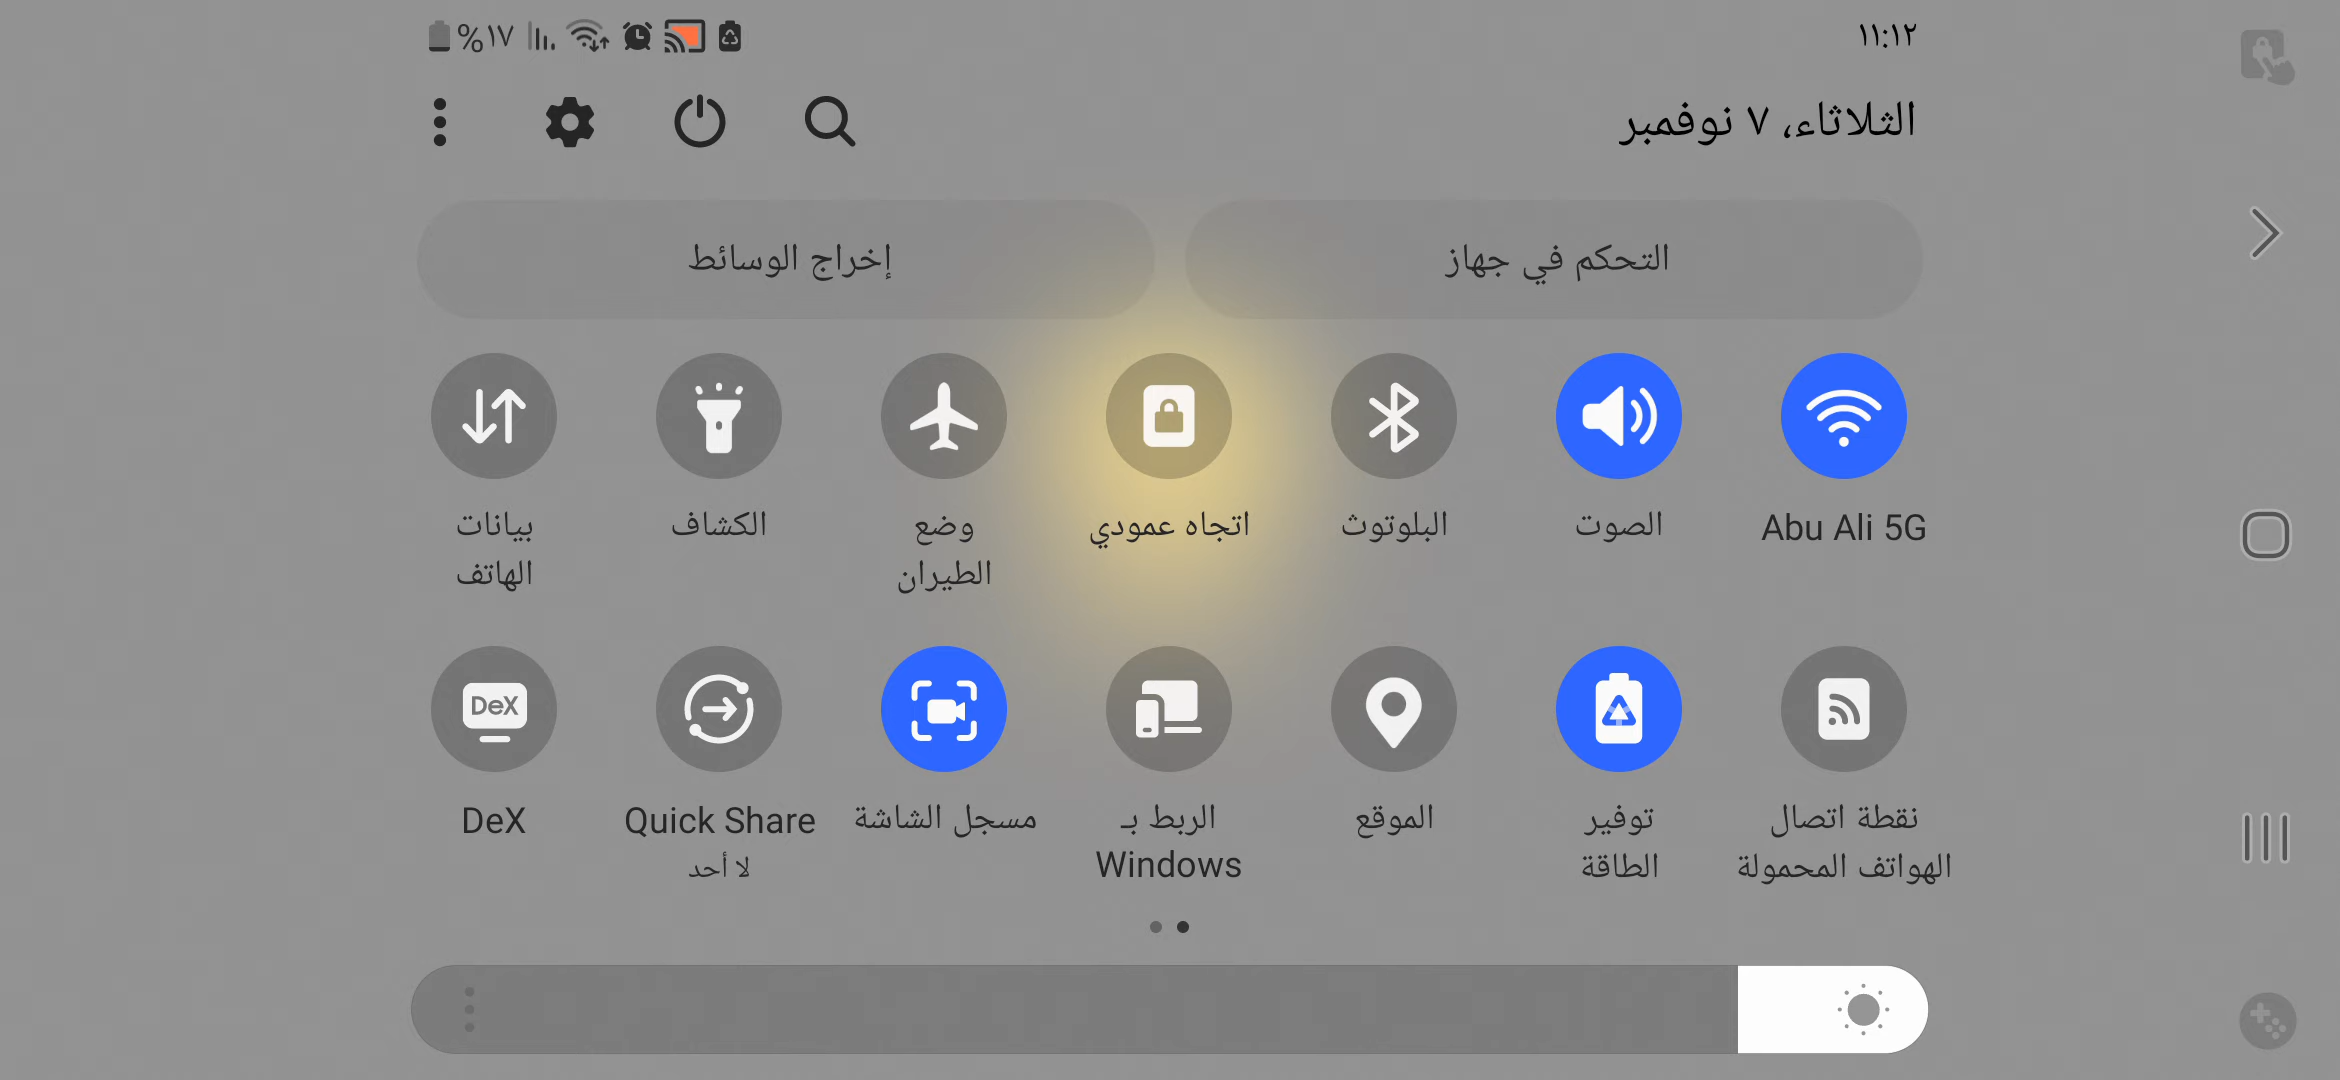 ١١:١٢
%١٧
الثلاثاء، ٧ نوفمبر
التحكم في جهاز
إخراج الوسائط
Abu Ali 5G
الصوت
البلوتوث
اتجاه عمودي
وضع
الطيران
الكشاف
بيانات
الهاتف
نقطة اتصال
الهواتف المحمولة
توفير
الطاقة
الموقع
الربط بـ
Windows
مسجل الشاشة
Quick Share
لا أحد
DeX
DeX